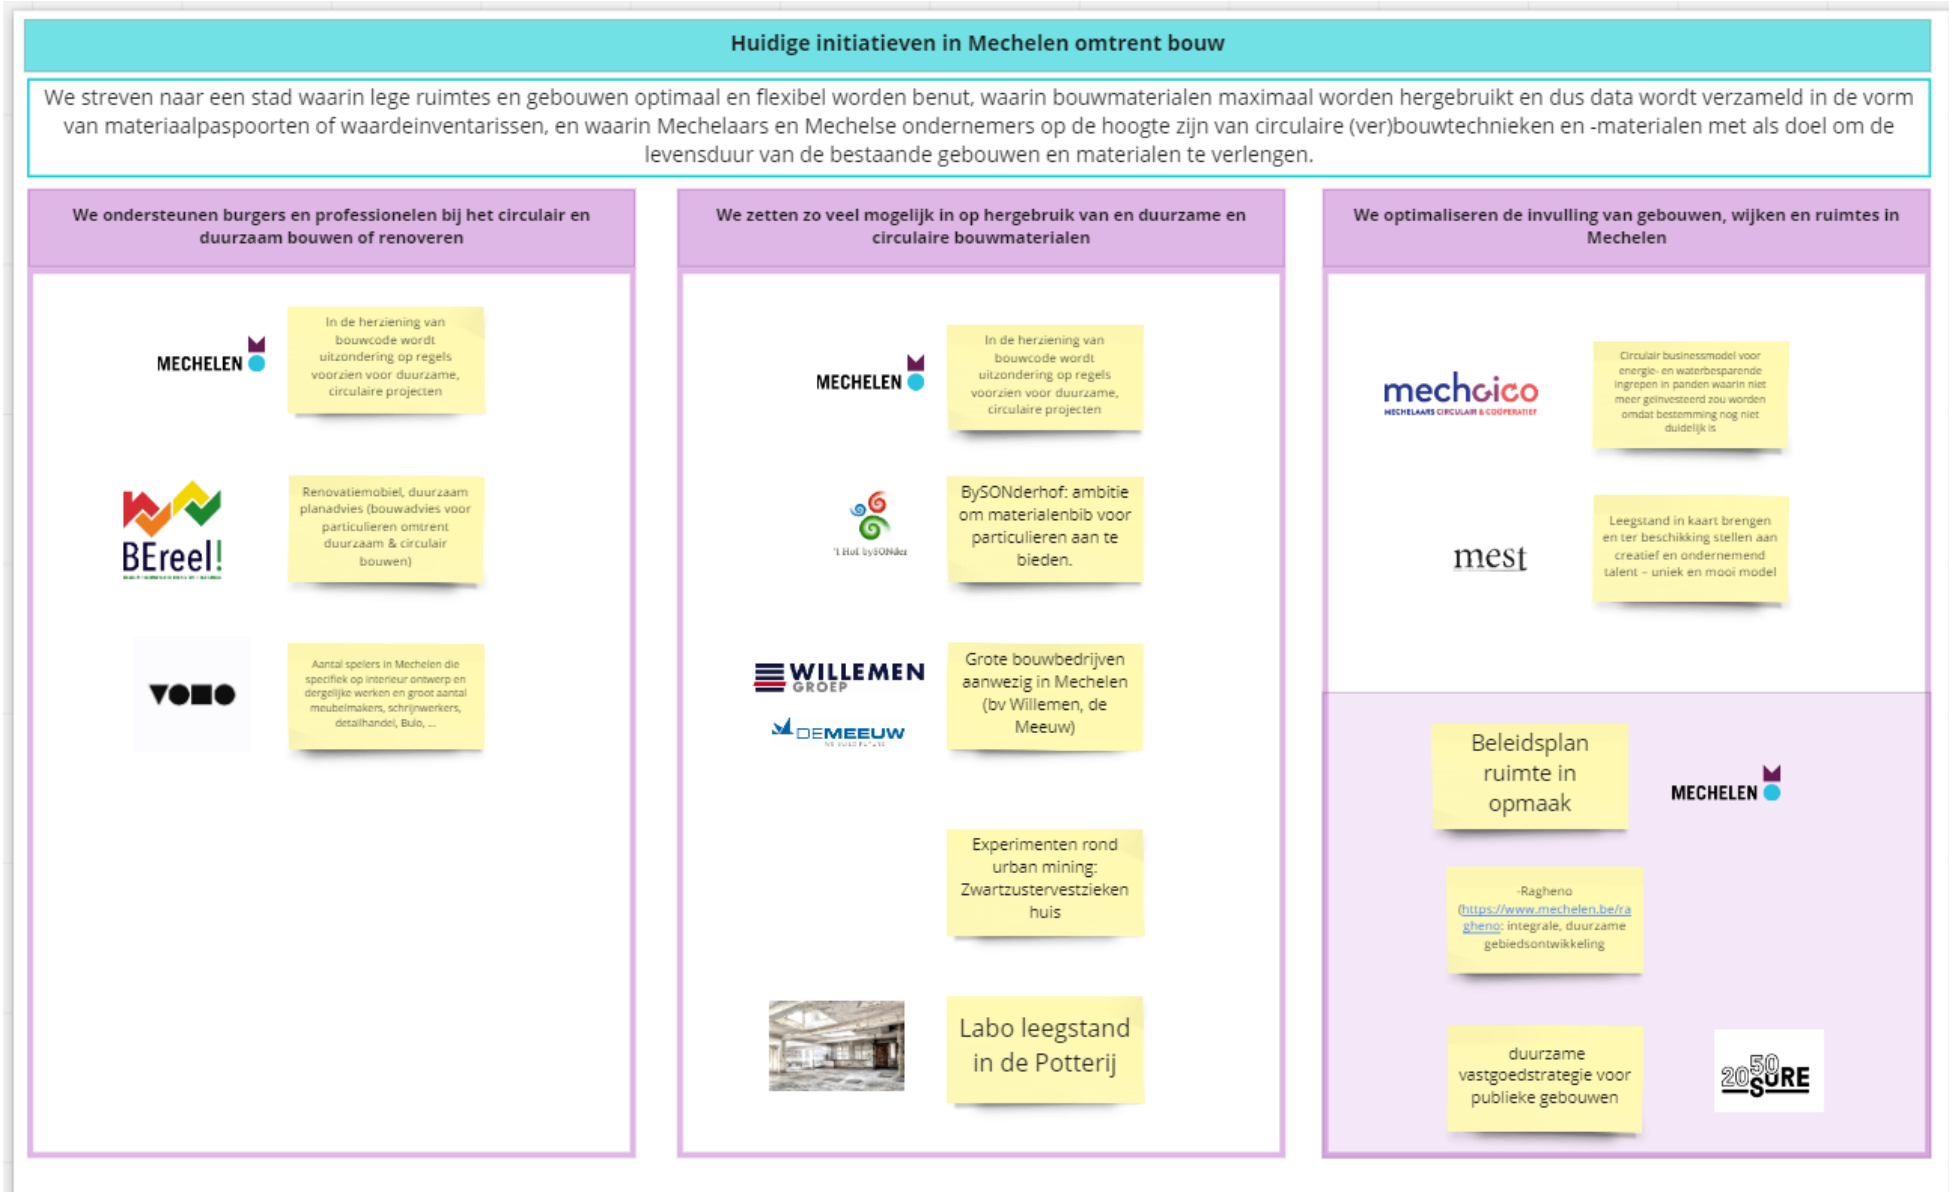 Huidige initiatieven in Mechelen omtrent bouw
We streven naar een stad waarin lege ruimtes en gebouwen optimaal en flexibel worden benut, waarin bouwmaterialen maximaal worden hergebruikt en dus data wordt verzameld in de vorm
van materiaalpaspoorten of waardeinventarissen, en waarin Mechelaars en Mechelse ondernemers op de hoogte zijn van circulaire (ver)bouwtechnieken en -materialen met als doel om de
levensduur van de bestaande gebouwen en materialen te verlengen.
We ondersteunen burgers en professionelen bij het circulair en
duurzaam bouwen of renoveren
MECHELEN
In de herziening van
bouwcode wordt
uitzondering op regels
voorzien voor duurzame,
circulaire projecten
BEreel!
Renovatiemobiel, duurzaam
planadvies (bouwadvies voor
particulieren omtrent
duurzaam & circulair
bouwen)
VOMO
Aantal spelers in Mechelen die
specifiek op interieur ontwerp en
dergelijke werken en groot aantal
meubelmakers, schrijnwerkers,
detailhandel, Bulo, ...
We zetten zo veel mogelijk in op hergebruik van en duurzame en
circulaire bouwmaterialen
MECHELEN
In de herziening van
bouwcode wordt
uitzondering op regels
voorzien voor duurzame,
circulaire projecten
't Hof bySONder
BySONderhof: ambitie
om materialenbib voor
particulieren aan te
bieden.
WILLEMEN
GROEP
DEMEEUW
Grote bouwbedrijven
aanwezig in Mechelen
(bv Willemen, de
Meeuw)
Experimenten rond
urban mining:
Zwartzustervestzieken
huis
Labo leegstand
in de Potterij
We optimaliseren de invulling van gebouwen, wijken en ruimtes in
Mechelen
mechcico
MECHELAARS CIRCULAIR & COÖPERATIEF
Circulair businessmodel voor
energie- en waterbesparende
ingrepen in panden waarin niet
meer geïnvesteerd zou worden
omdat bestemming nog niet
duidelijk is
mest
Leegstand in kaart brengen
en ter beschikking stellen aan
creatief en ondernemend
talent – uniek en mooi model
Beleidsplan
ruimte in
opmaak
MECHELEN
-Ragheno
(https://www.mechelen.be/ra
gheno: integrale, duurzame
gebiedsontwikkeling
duurzame
vastgoedstrategie voor
publieke gebouwen
2050
SURE